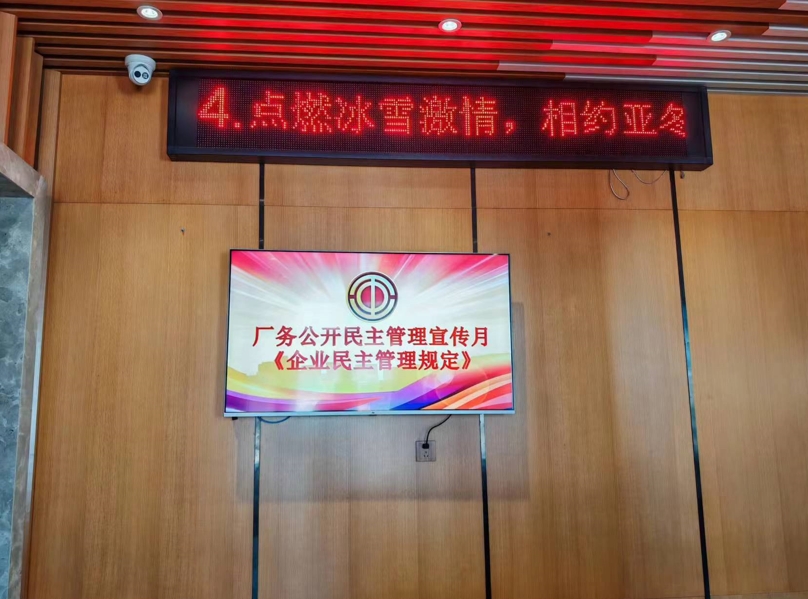 4.点燃冰雪激情，相约亚冬
厂务公开民主管理宣传月
《企业民主管理规定》